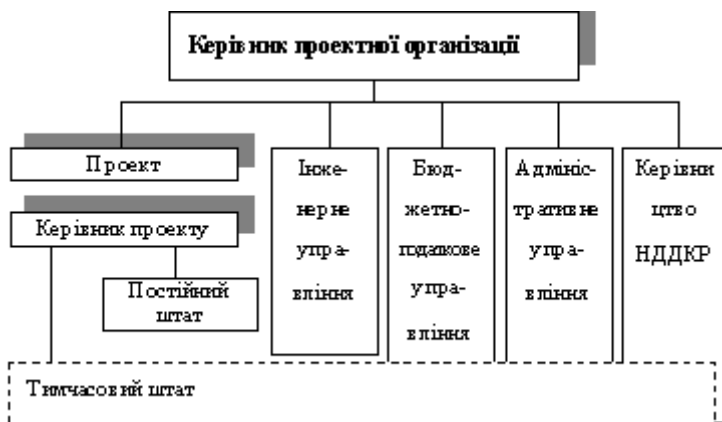 Керівник проектної організації
Проект
Керівник проекту
Постійний
штат
Інже-
нерне
упра-
вління
Бюд-
жетно-
податкове
упра-
вління
Адмініс-
тративне
упра-
вління
Керівни
цтво
НДДКР
Тимчасовий штат